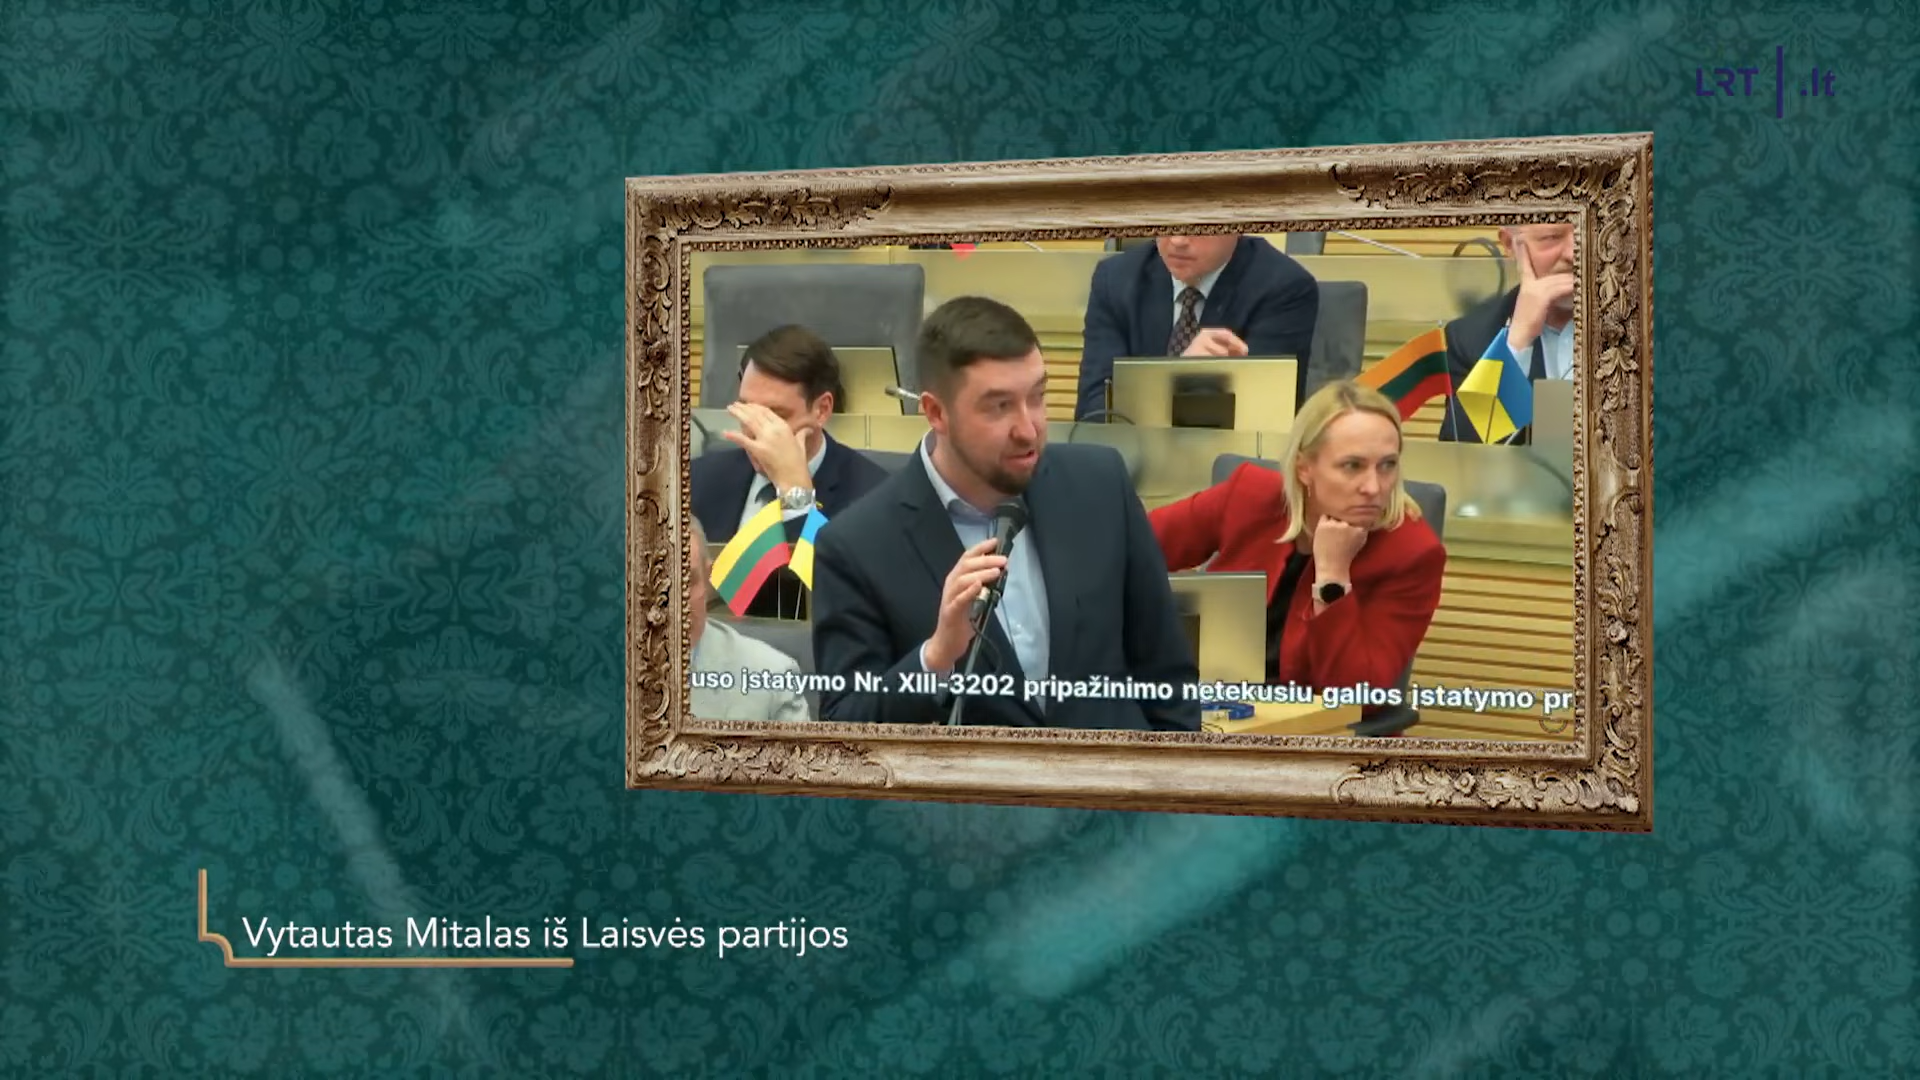 LRT .lt
uso įstatymo Nr. XIII-3202 pripažinimo netekusiu galios įstatymo pr
Vytautas Mitalas iš Laisvės partijos